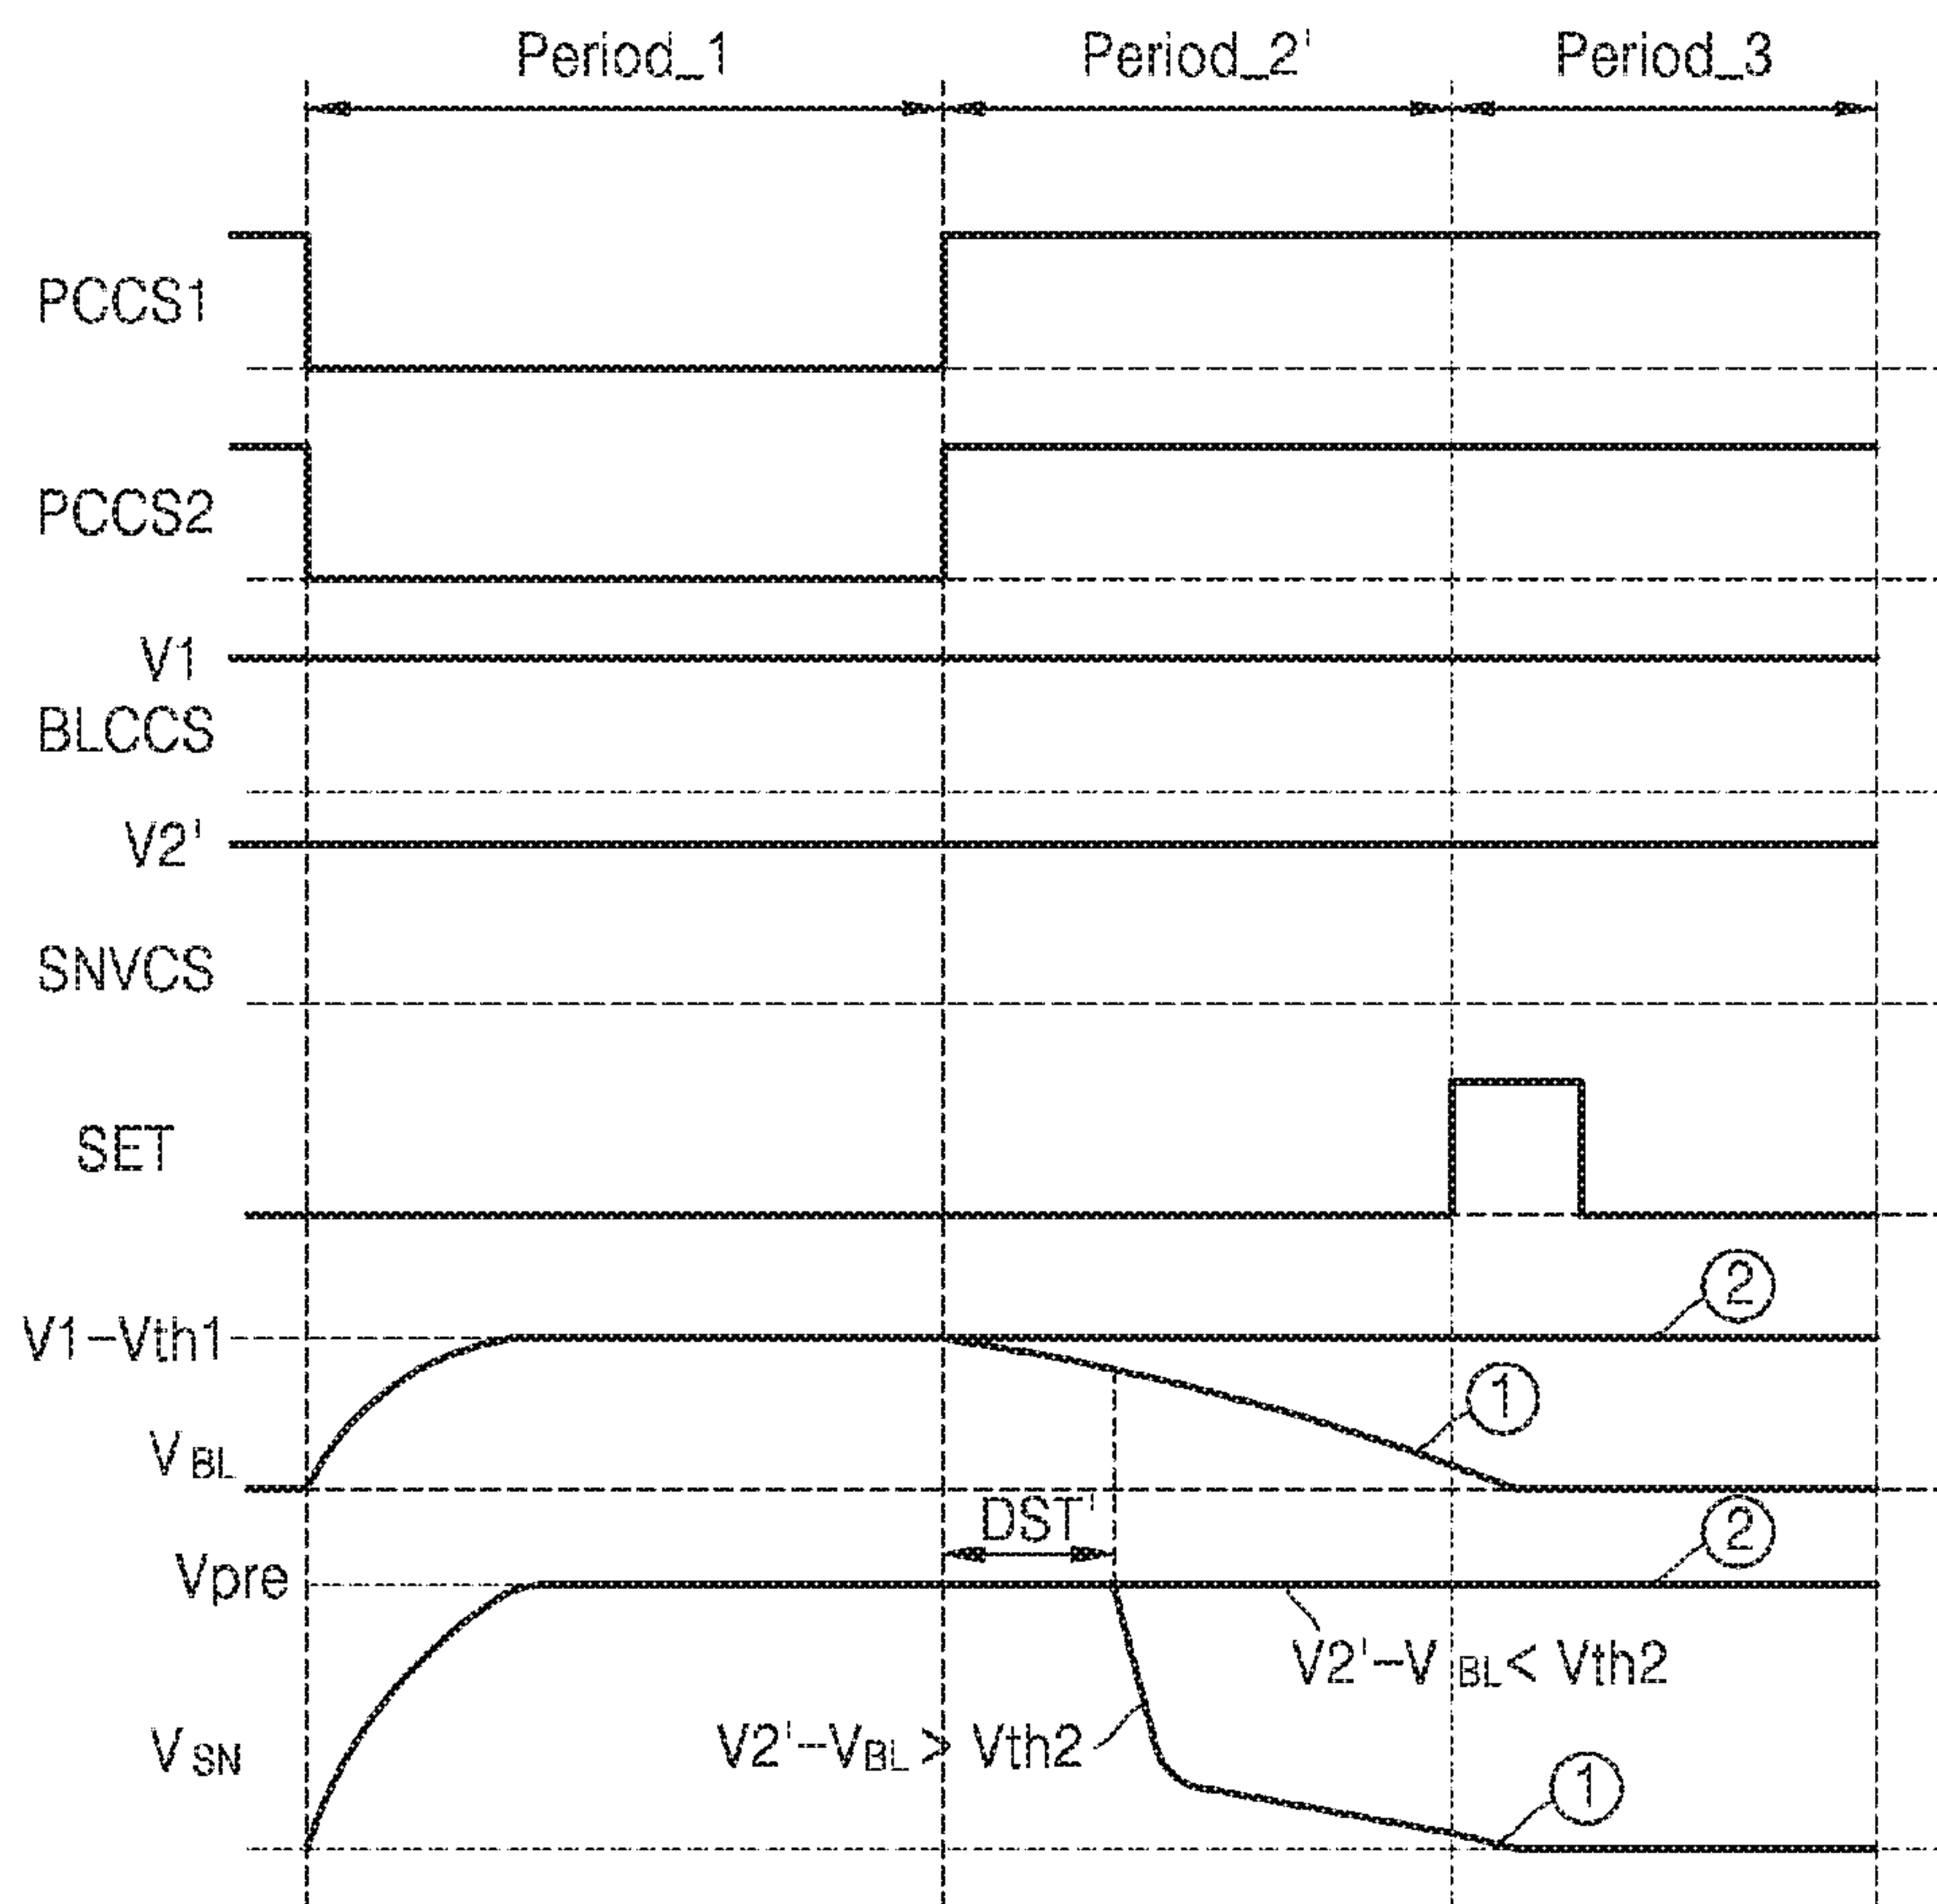 Period_1 Period_2' Period_3
PCCS1
PCCS2
V1
BLCCS
V2'
SNVCS
SET
②
V1-Vth1
①
VBL
DST'
②
Vpre
V2'-VBL< Vth2
V2'-VBL> Vth2
VSN
①